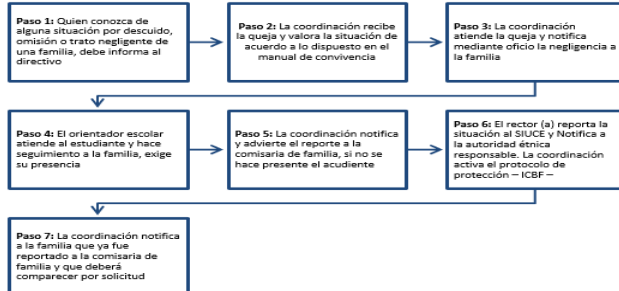 Paso 1: Quien conozca de
alguna situación por descuido,
omisión o trato negligente de
una familia, debe informa al
directivo
Paso 2: La coordinación recibe
la queja y valora la situación de
acuerdo a lo dispuesto en el
manual de convivencia
Paso 3: La coordinación
atiende la queja y notifica
mediante oficio la negligencia a
la familia
Paso 4: El orientador escolar
atiende al estudiante y hace
seguimiento a la familia, exige
su presencia
Paso 5: La coordinación notifica
y advierte el reporte a la
comisaria de familia, si no se
hace presente el acudiente
Paso 6: El rector (a) reporta la
situación al SIUCE y Notifica a
la autoridad étnica
responsable. La coordinación
activa el protocolo de
protección – ICBF –
Paso 7: La coordinación notifica
a la familia que ya fue
reportado a la comisaria de
familia y que deberá
comparecer por solicitud